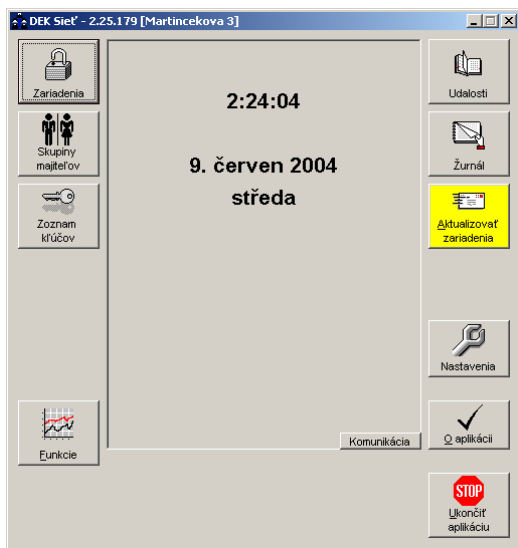 DEK Sieť - 2.25.179 [Martincekova 3]
Zariadenia
Skupiny
majiteľov
Zoznam
kľúčov
Funkcie
2:24:04
9. červen 2004
středa
Komunikácia
Udalosti
Žurnál
Aktualizovať
zariadenia
Nastavenia
O aplikácii
STOP
Ukončiť
aplikáciu